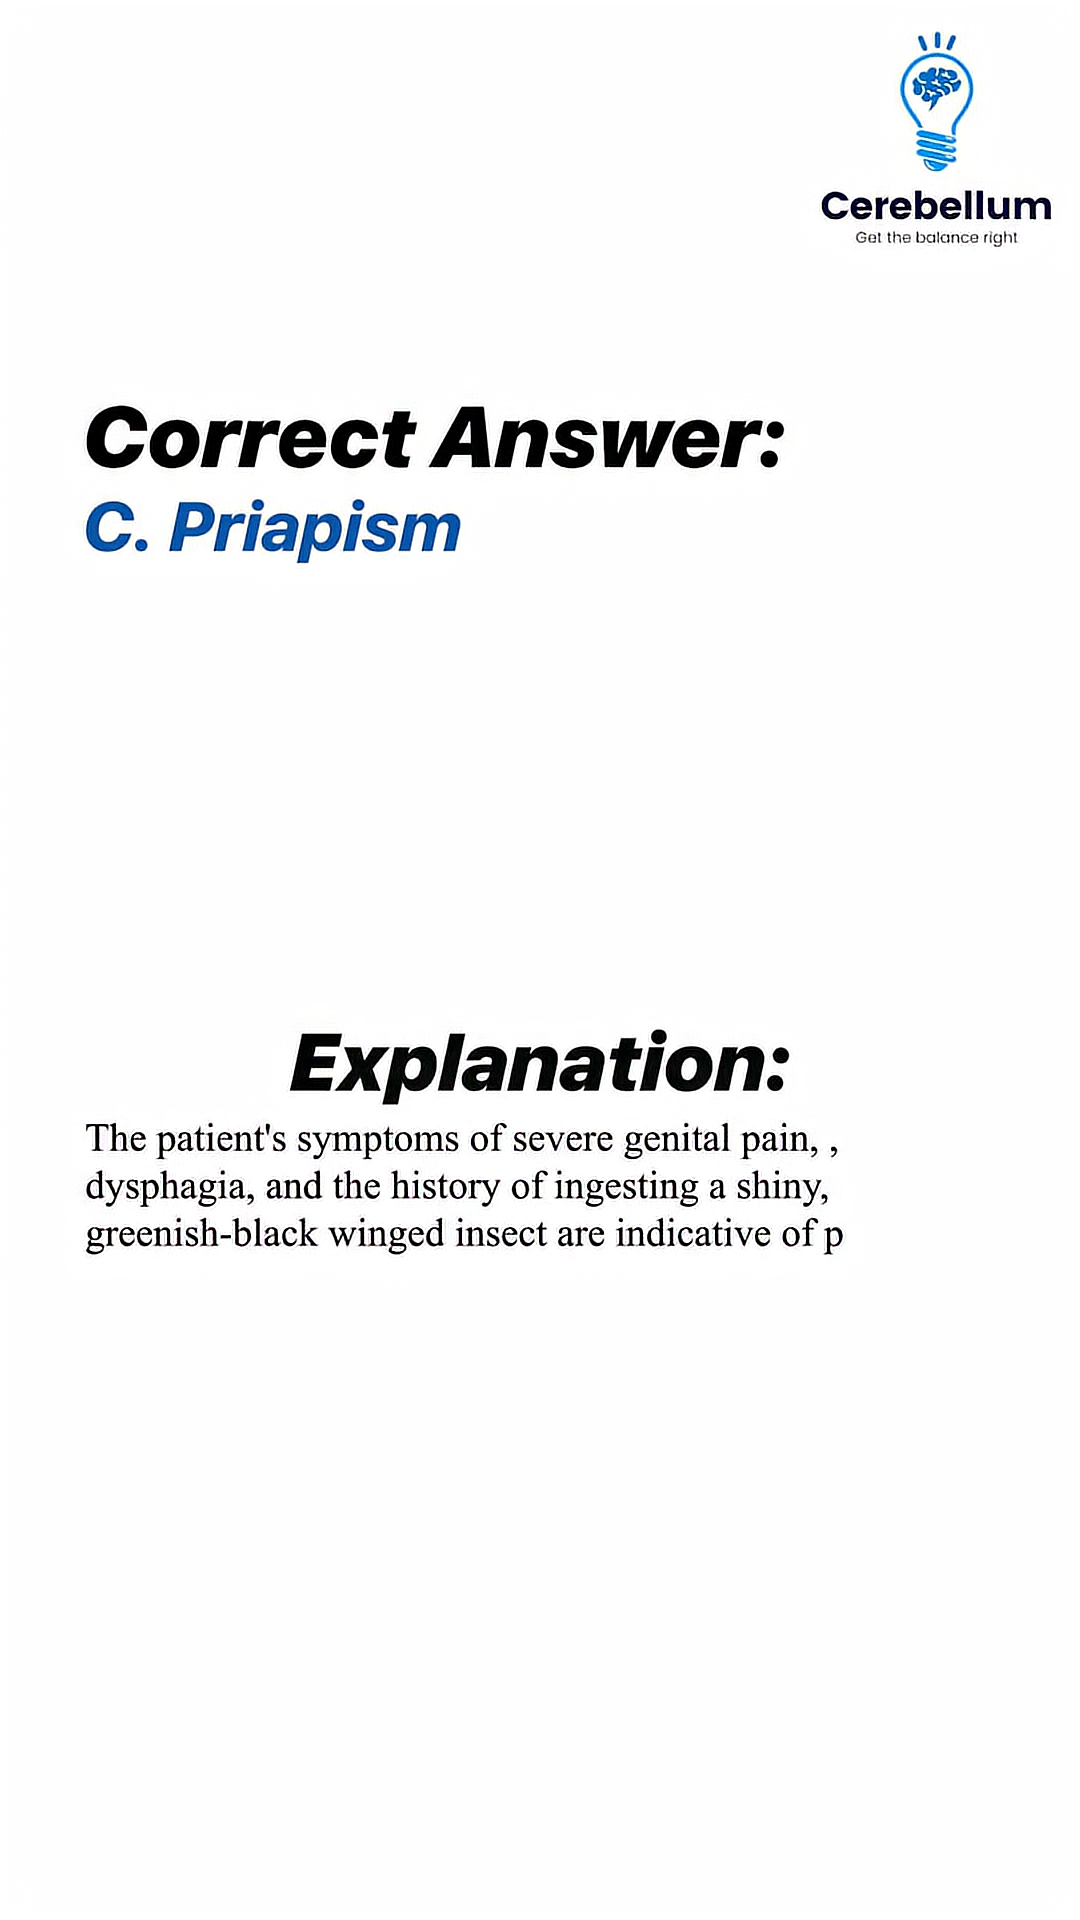 Cerebellum
Get the balance right
Correct Answer:
C. Priapism
Explanation:
The patient's symptoms of severe genital pain, ,
dysphagia, and the history of ingesting a shiny,
greenish-black winged insect are indicative of p